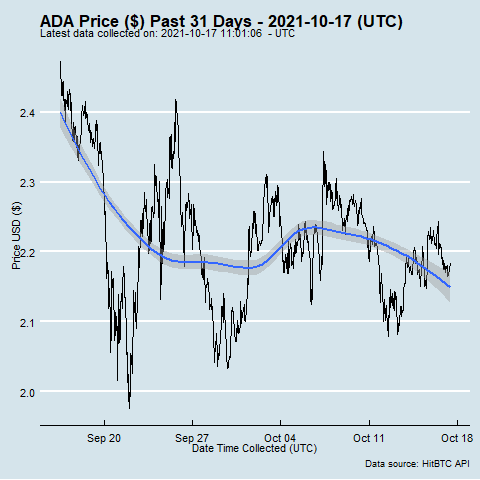 ADA Price ($) Past 31 Days - 2021-10-17 (UTC)
Latest data collected on: 2021-10-17 11:01:06 - UTC
Price USD ($)
2.4
2.3
2.2
2.1
2.0
Sep 20 Sep 27 Oct 04 Oct 11 Oct 18
Date Time Collected (UTC)
Data source: HitBTC API